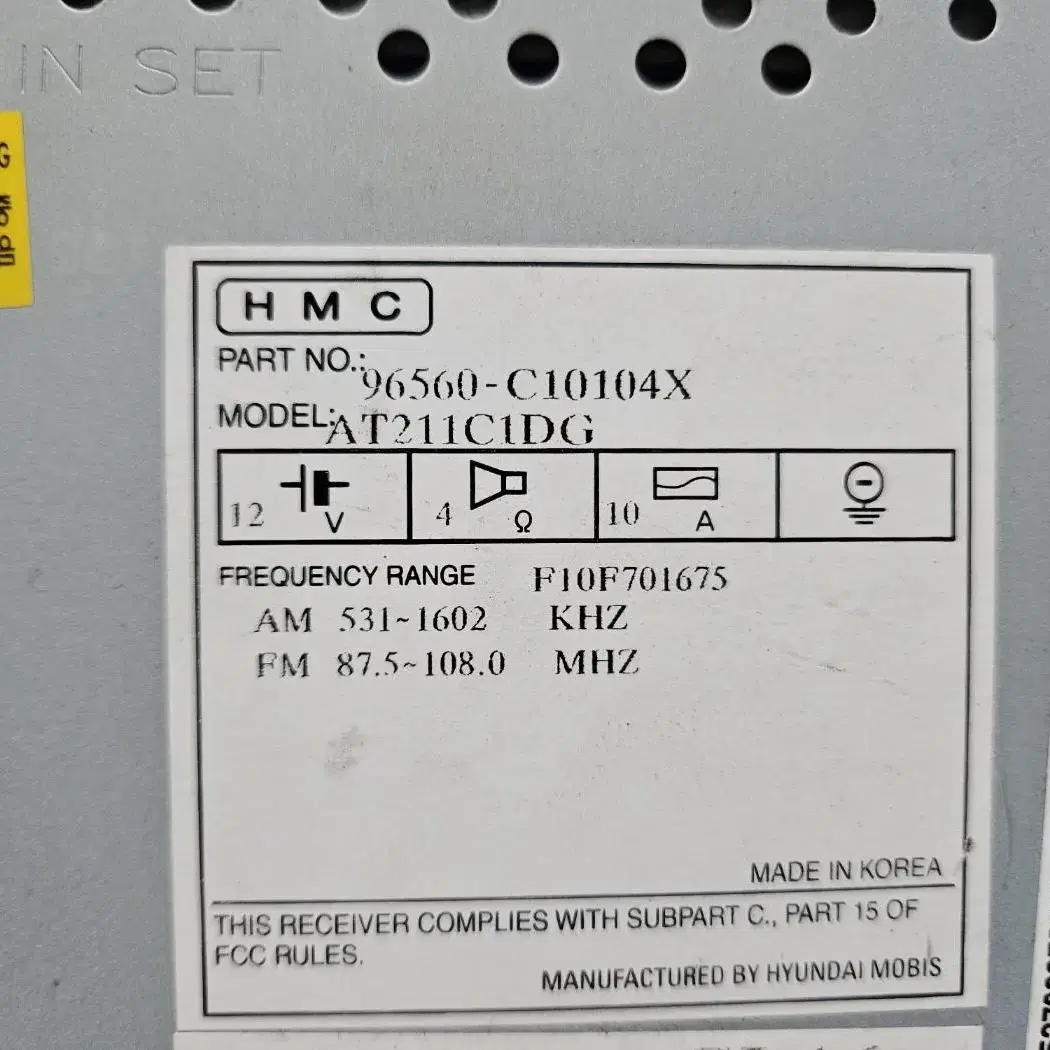 IN SET
HMC
PART NO.: 96560-C10104X
MODEL: AT211C1DG
12 V 4 Ω 10 A
FREQUENCY RANGE F10F701675
AM 531~1602 KHZ
FM 87.5~108.0 MHZ
MADE IN KOREA
THIS RECEIVER COMPLIES WITH SUBPART C., PART 15 OF
FCC RULES.
MANUFACTURED BY HYUNDAI MOBIS